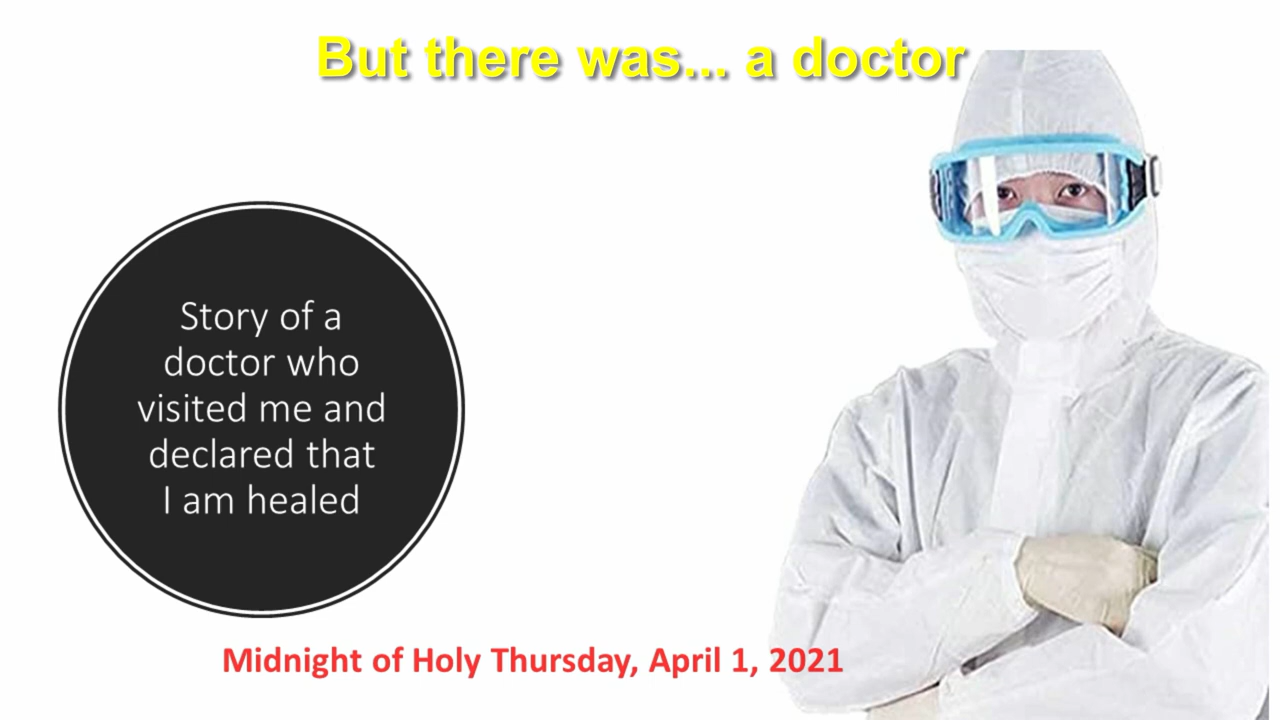 But there was... a doctor
Story of a
doctor who
visited me and
declared that
I am healed
Midnight of Holy Thursday, April 1, 2021